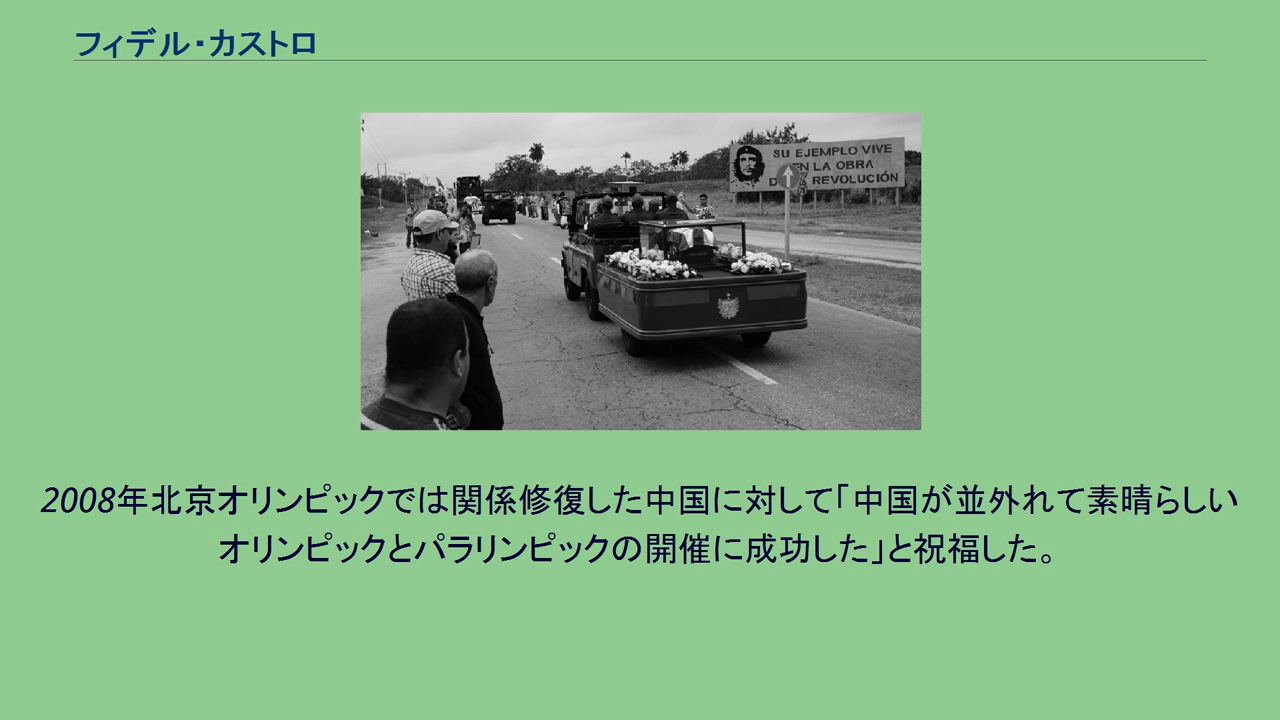 フィデル・カストロ
SU EJEMPLO VIVE
EN LA OBRA
REVOLUCIÓN
2008年北京オリンピックでは関係修復した中国に対して「中国が並外れて素晴らしい
オリンピックとパラリンピックの開催に成功した」と祝福した。